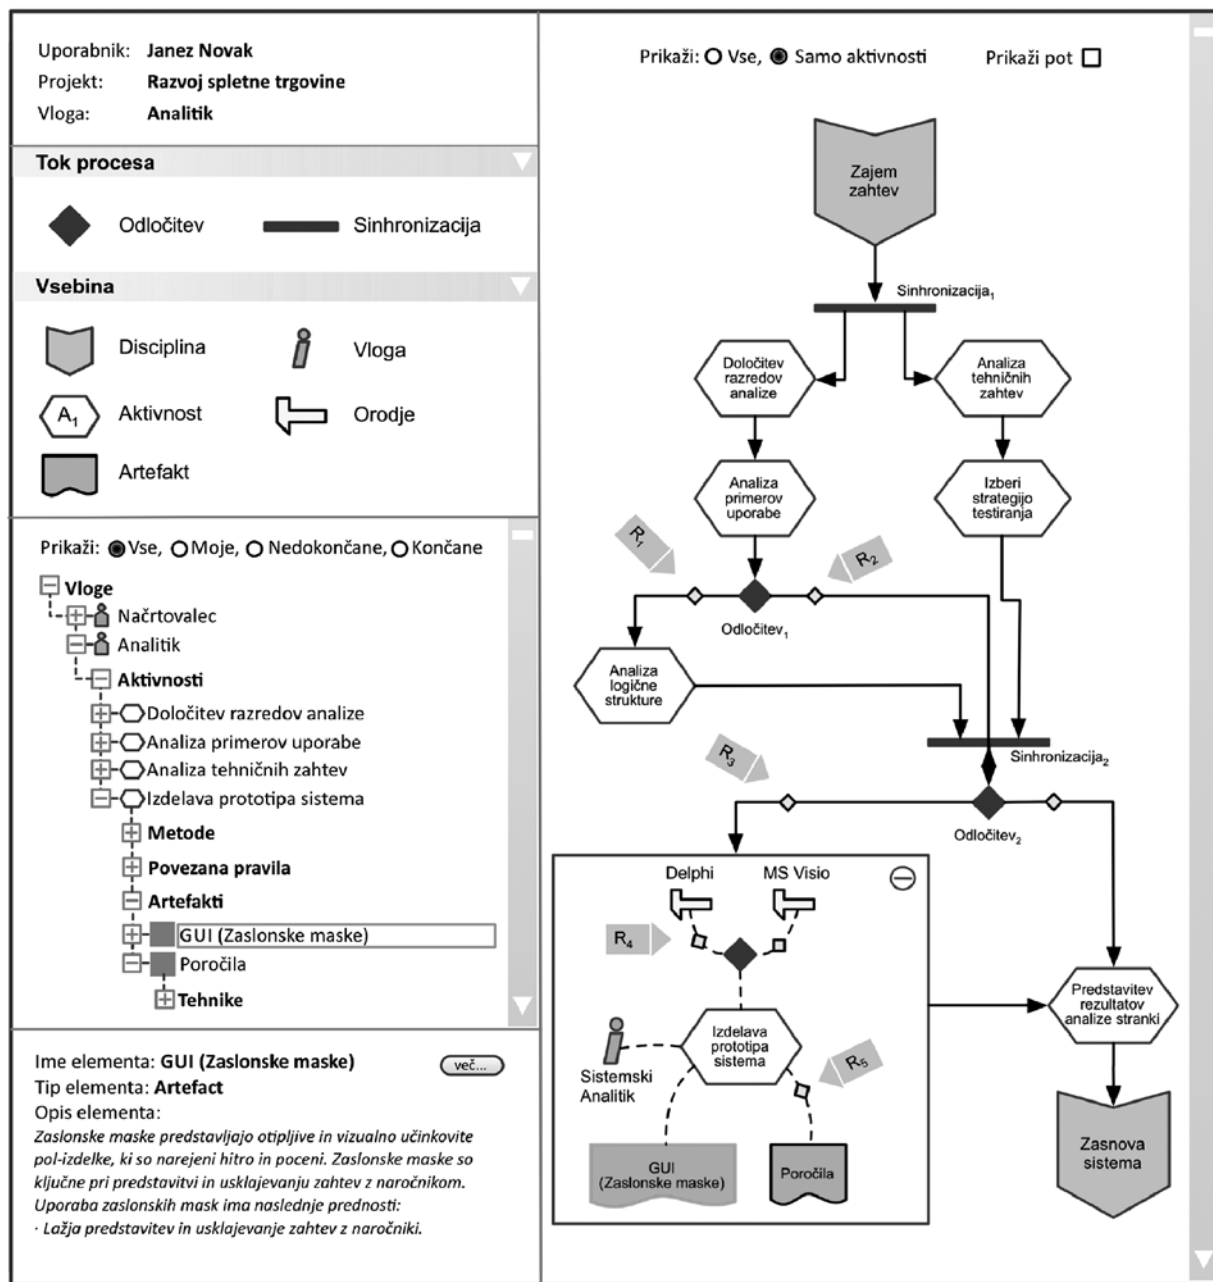 Uporabnik: Janez Novak
Projekt: Razvoj spletne trgovine
Vloga: Analitik
Tok procesa
Odločitev
Sinhronizacija
Vsebina
Disciplina
Vloga
A1
Aktivnost
Orodje
Artefakt
Prikaži: Vse, Moje, Nedokončane, Končane
Vloge
Načrtovalec
Analitik
Aktivnosti
Določitev razredov analize
Analiza primerov uporabe
Analiza tehničnih zahtev
Izdelava prototipa sistema
Metode
Povezana pravila
Artefakti
GUI (Zaslonske maske)
Poročila
Tehnike
Ime elementa: GUI (Zaslonske maske)
več...
Tip elementa: Artefact
Opis elementa:
Zaslonske maske predstavljajo otipljive in vizualno učinkovite
pol-izdelke, ki so narejeni hitro in poceni. Zaslonske maske so
ključne pri predstavitvi in usklajevanju zahtev z naročnikom.
Uporaba zaslonskih mask ima naslednje prednosti:
· Lažja predstavitev in usklajevanje zahtev z naročniki.
Prikaži: Vse, Samo aktivnosti
Prikaži pot
Zajem
zahtev
Sinhronizacija1
Določitev
razredov
analize
Analiza
tehničnih
zahtev
Analiza
primerov
uporabe
Izberi
strategijo
testiranja
R1
R2
Odločitev1
Analiza
logične
strukture
R3
Sinhronizacija2
Odločitev2
Delphi
MS Visio
R4
Izdelava
prototipa
sistema
R5
Sistemski
Analitik
GUI
(Zaslonske maske)
Poročila
Predstavitev
rezultatov
analize stranki
Zasnova
sistema